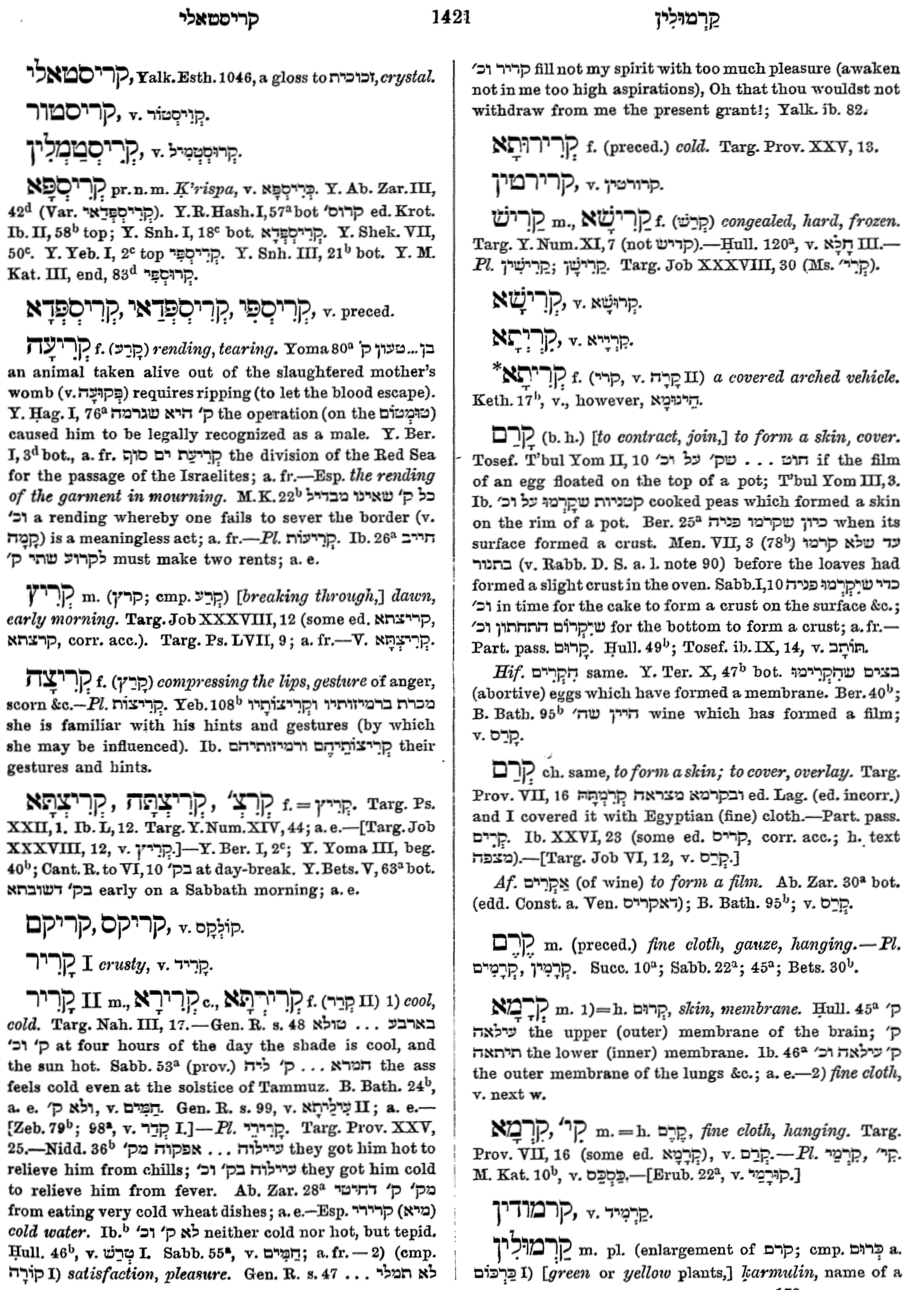 קריסטאלי 1421 קַרְמוּלִין
קריסטאלי, Yalk. Esth. 1046, a gloss to זכוכית, crystal.
קריסטור, v. קְוִיסְטוֹר.
קְרִיסְטַמְלִין, v. קְרוּסְטְמִיל.
קְרִיסְפָּא pr. n. m. Ḳ'rispa, v. כְּרִיסְפָּא. Y. Ab. Zar. III,
42d (Var. קְרִיסְפְּדַאי). Y.R.Hash.I,57a bot קרוס' ed. Krot.
Ib. II, 58b top; Y. Snh. I, 18c bot. קְרִיסְפְּדָא. Y. Shek. VII,
50c. Y. Yeb. I, 2c top קְרִיסְפִּי. Y. Snh. III, 21b bot. Y. M.
Kat. III, end, 83d קְרוּסְפִּי.
קְרִיסְפִּי, קְרִיסְפְּדַאי, קְרִיסְפְּדָא, v. preced.
קְרִיעָה f. (קָרַע) rending, tearing. Yoma 80a בן...טעון ק'
an animal taken alive out of the slaughtered mother's
womb (v. פְּקוּעָה) requires ripping (to let the blood escape).
Y. Ḥag. I, 76a ק' היא שגרמה the operation (on the טוּמְטוֹם)
caused him to be legally recognized as a male. Y. Ber.
I, 3d bot., a. fr. קְרִיעַת ים סוף the division of the Red Sea
for the passage of the Israelites; a. fr.—Esp. the rending
of the garment in mourning. M. K. 22b כל ק' שאינו מבדיל
וכ' a rending whereby one fails to sever the border (v.
קָמָה) is a meaningless act; a. fr.—Pl. קְרִיעוֹת. Ib. 26a חייב
לקרוע שתי ק' must make two rents; a. e.
קְרִיץ m. (קרץ; cmp. קָרַע) [breaking through,] dawn,
early morning. Targ. Job XXXVIII, 12 (some ed. קריצתא,
קרצתא, corr. acc.). Targ. Ps. LVII, 9; a. fr.—V. קְרִיצְתָּא.
קְרִיצָה f. (קָרַץ) compressing the lips, gesture of anger,
scorn &c.—Pl. קְרִיצוֹת. Yeb. 108b מכרת ברמיזותיו וקְרִיצוֹתָיו
she is familiar with his hints and gestures (by which
she may be influenced). Ib. קְרִיצוֹתֵיהֶם ורמיזותיהם their
gestures and hints.
קְרִיצְתָּא, קְרִיצְתָּה, קְרַצְ' f. = קְרִיץ. Targ. Ps.
XXII, 1. Ib. L, 12. Targ. Y. Num. XIV, 44; a. e.—[Targ. Job
XXXVIII, 12, v. קְרִיץ.]—Y. Ber. I, 2c; Y. Yoma III, beg.
40b; Cant. R. to VI, 10 בק' at day-break. Y. Bets. V, 63a bot.
בק' דשובתא early on a Sabbath morning; a. e.
קריקס, קריקם, v. קוֹלְקָס.
קָרִיר I crusty, v. קָרִיד.
קָרִיר II m., קְרִירָא c., קְרִירְתָּא f. (קְרַר II) 1) cool,
cold. Targ. Nah. III, 17.—Gen. R. s. 48 בארבע ... טולא
ק' וכ' at four hours of the day the shade is cool, and
the sun hot. Sabb. 53a (prov.) חמרא ... ק' ליה the ass
feels cold even at the solstice of Tammuz. B. Bath. 24b,
a. e. ולא ק', v. חַמִּים. Gen. R. s. 99, v. עִילִּיתָא II; a. e.—
[Zeb. 79b; 98a, v. קְדַר I.]—Pl. קְרִירֵי. Targ. Prov. XXV,
25.—Nidd. 36b עיילוה ... אפקוה מק' they got him hot to
relieve him from chills; עיילוה בק' וכ' they got him cold
to relieve him from fever. Ab. Zar. 28a מק' ק' דחיטי
from eating very cold wheat dishes; a. e.—Esp. קרירי (מיא)
cold water. Ib.b לא ק' וכ' neither cold nor hot, but tepid.
Ḥull. 46b, v. טְרַשׁ I. Sabb. 55a, v. חַמִּים; a. fr.—2) (cmp.
קוֹרָה I) satisfaction, pleasure. Gen. R. s. 47 לא תמלי ...
קריר וכ' fill not my spirit with too much pleasure (awaken
not in me too high aspirations), Oh that thou wouldst not
withdraw from me the present grant!; Yalk. ib. 82.
קְרִירוּתָא f. (preced.) cold. Targ. Prov. XXV, 13.
קרירטין, v. קרורטין.
קָרִישׁ m., קְרִישָׁא f. (קְרַשׁ) congealed, hard, frozen.
Targ. Y. Num. XI, 7 (not קריוש).—Ḥull. 120a, v. חָלָא III.—
Pl. קְרִישִׁין; קְרִישָׁן. Targ. Job XXXVIII, 30 (Ms. קְרִי').
קְרִישָׁא, v. קְרוּשָׁא.
קִרְיְתָא, v. קִרְיָיא.
*קְרִיתָא f. (קרי, v. קָרָה II) a covered arched vehicle.
Keth. 17b, v., however, הִינוּמָא.
קָרַם (b. h.) [to contract, join,] to form a skin, cover.
Tosef. T'bul Yom II, 10 חוט ... שק' על וכ' if the film
of an egg floated on the top of a pot; T'bul Yom III, 3.
Ib. קטניות שקָרְמוּ על וכ' cooked peas which formed a skin
on the rim of a pot. Ber. 25a כיון שקרמו פניה when its
surface formed a crust. Men. VII, 3 (78b) עד שלא קרמו
בתנור (v. Rabb. D. S. a. l. note 90) before the loaves had
formed a slight crust in the oven. Sabb. I, 10 כדי שיִקְרְמוּ פניה
וכ' in time for the cake to form a crust on the surface &c.;
שיִקְרוֹם התחתון וכ' for the bottom to form a crust; a. fr.—
Part. pass. קָרוּם. Ḥull. 49b; Tosef. ib. IX, 14, v. תּוֹתָב.
Hif. הִקְרִים same. Y. Ter. X, 47b bot. בצים שהִקְרִימוּ
(abortive) eggs which have formed a membrane. Ber. 40b;
B. Bath. 95b היין שה' wine which has formed a film;
v. קָרַס.
קְרַם ch. same, to form a skin; to cover, overlay. Targ.
Prov. VII, 16 ובקרמא מצראה קְרַמְתָּהּ ed. Lag. (ed. incorr.)
and I covered it with Egyptian (fine) cloth.—Part. pass.
קְרִים. Ib. XXVI, 23 (some ed. קריס, corr. acc.; h. text
מצפה).—[Targ. Job VI, 12, v. קְרַס.]
Af. אַקְרִים (of wine) to form a film. Ab. Zar. 30a bot.
(edd. Const. a. Ven. דאקריס); B. Bath. 95b; v. קְרַס.
קֶרֶם m. (preced.) fine cloth, gauze, hanging.—Pl.
קְרָמִין, קְרָמִים. Succ. 10a; Sabb. 22a; 45a; Bets. 30b.
קְרָמָא m. 1)=h. קְרוּם, skin, membrane. Ḥull. 45a ק'
עילאה the upper (outer) membrane of the brain; ק'
תתאה the lower (inner) membrane. Ib. 46a ק' עילאה וכ'
the outer membrane of the lungs &c.; a. e.—2) fine cloth,
v. next w.
קְרָמָא, קִי' m. = h. קֶרֶם, fine cloth, hanging. Targ.
Prov. VII, 16 (some ed. קְרָמָא), v. קְרַם.—Pl. קְרָמֵי, קִי'.
M. Kat. 10b, v. כַּסְכֵּס.—[Erub. 22a, v. קוּרְמֵי.]
קרמודין, v. קַרְמִיד.
קַרְמוּלִין m. pl. (enlargement of קרם; cmp. כְּרוּם a.
כַּרְכּוֹם I) [green or yellow plants,] ḳarmulin, name of a